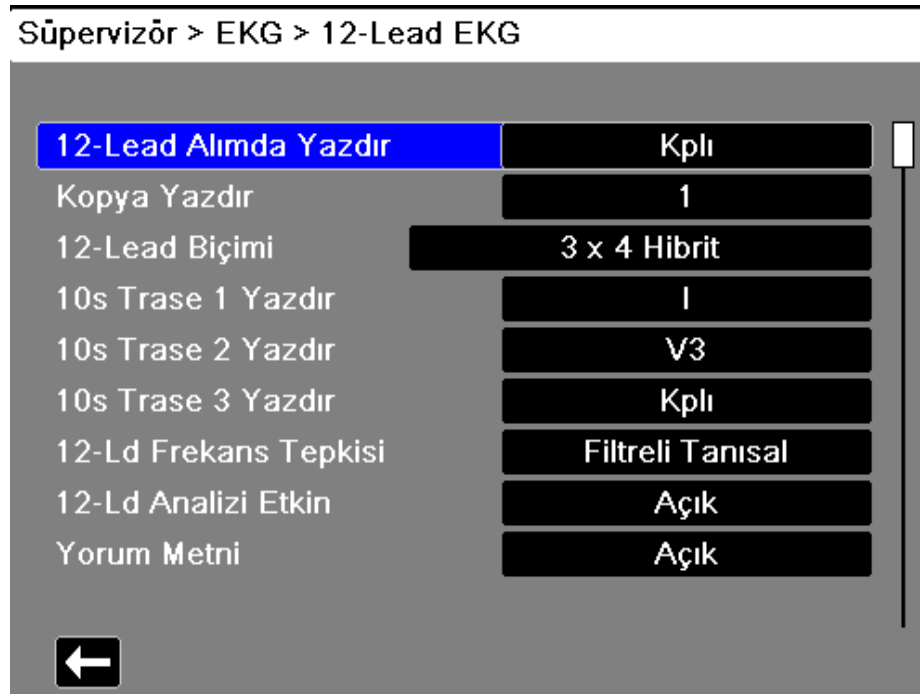 Süpervizör > EKG > 12-Lead EKG
12-Lead Alımda Yazdır Kplı
Kopya Yazdır 1
12-Lead Biçimi 3 x 4 Hibrit
10s Trase 1 Yazdır I
10s Trase 2 Yazdır V3
10s Trase 3 Yazdır Kplı
12-Ld Frekans Tepkisi Filtreli Tanısal
12-Ld Analizi Etkin Açık
Yorum Metni Açık